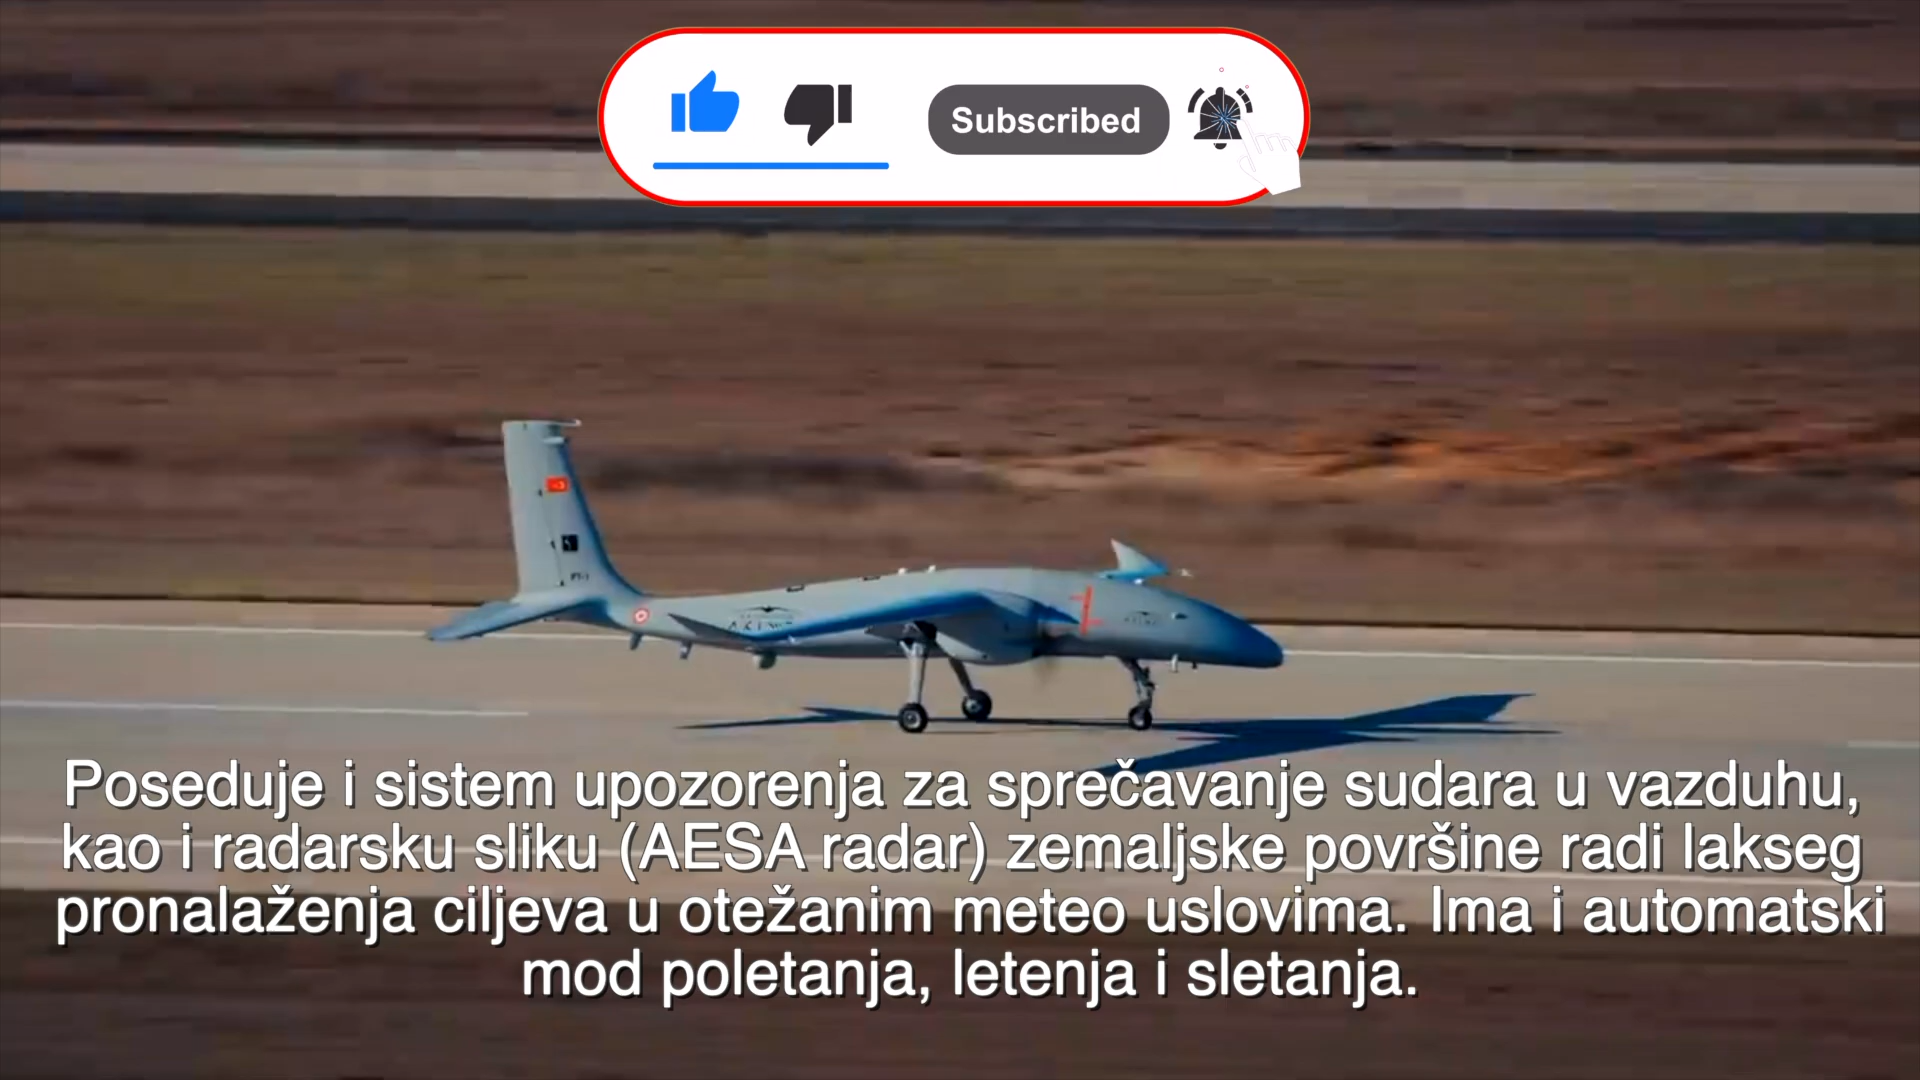 Subscribed
Poseduje i sistem upozorenja za sprečavanje sudara u vazduhu,
kao i radarsku sliku (AESA radar) zemaljske površine radi lakseg
pronalaženja ciljeva u otežanim meteo uslovima. Ima i automatski
mod poletanja, letenja i sletanja.